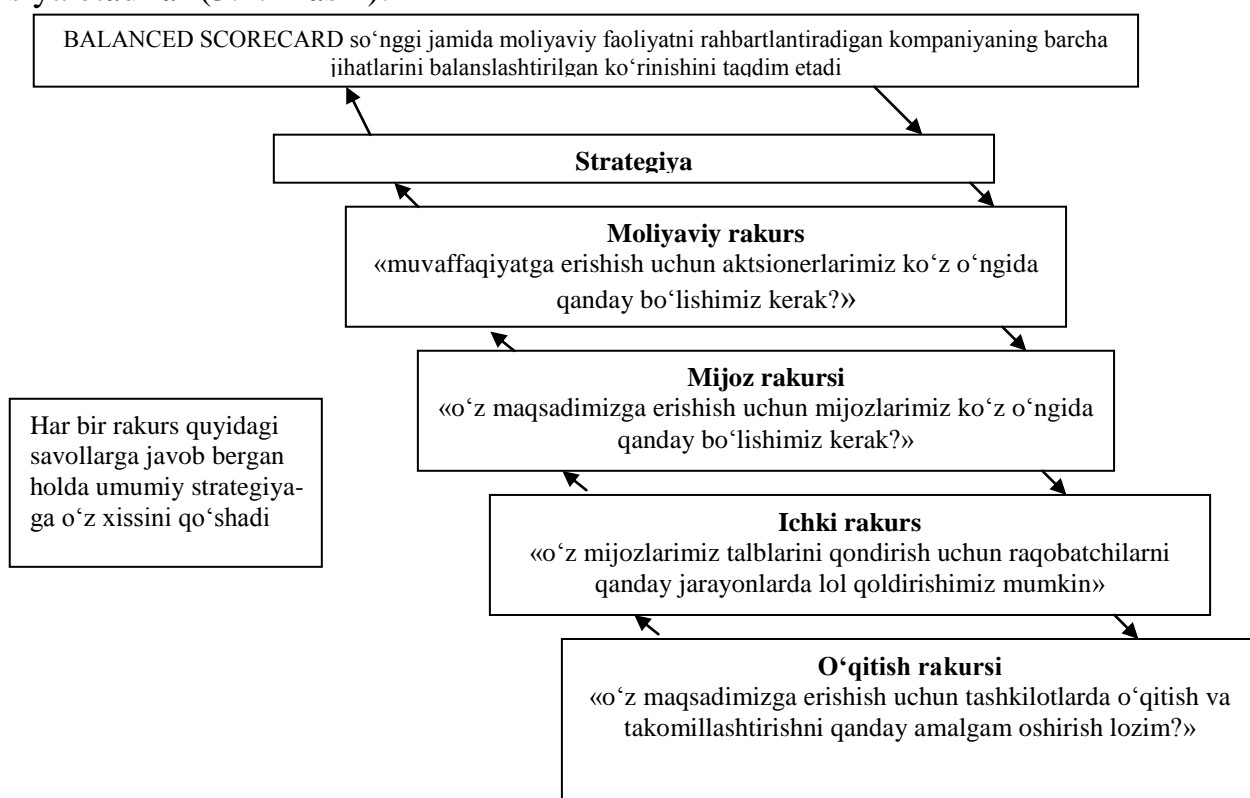 BALANCED SCORECARD so‘nggi jamida moliyaviy faoliyatni rahbartlantiradigan kompaniyaning barcha
jihatlarini balanslashtirilgan ko‘rinishini taqdim etadi
Strategiya
Moliyaviy rakurs
«muvaffaqiyatga erishish uchun aktsionerlarimiz ko‘z o‘ngida
qanday bo‘lishimiz kerak?»
Mijoz rakursi
«o‘z maqsadimizga erishish uchun mijozlarimiz ko‘z o‘ngida
qanday bo‘lishimiz kerak?»
Har bir rakurs quyidagi
savollarga javob bergan
holda umumiy strategiya-
ga o‘z xissini qo‘shadi
Ichki rakurs
«o‘z mijozlarimiz talblarini qondirish uchun raqobatchilarni
qanday jarayonlarda lol qoldirishimiz mumkin»
O‘qitish rakursi
«o‘z maqsadimizga erishish uchun tashkilotlarda o‘qitish va
takomillashtirishni qanday amalgam oshirish lozim?»